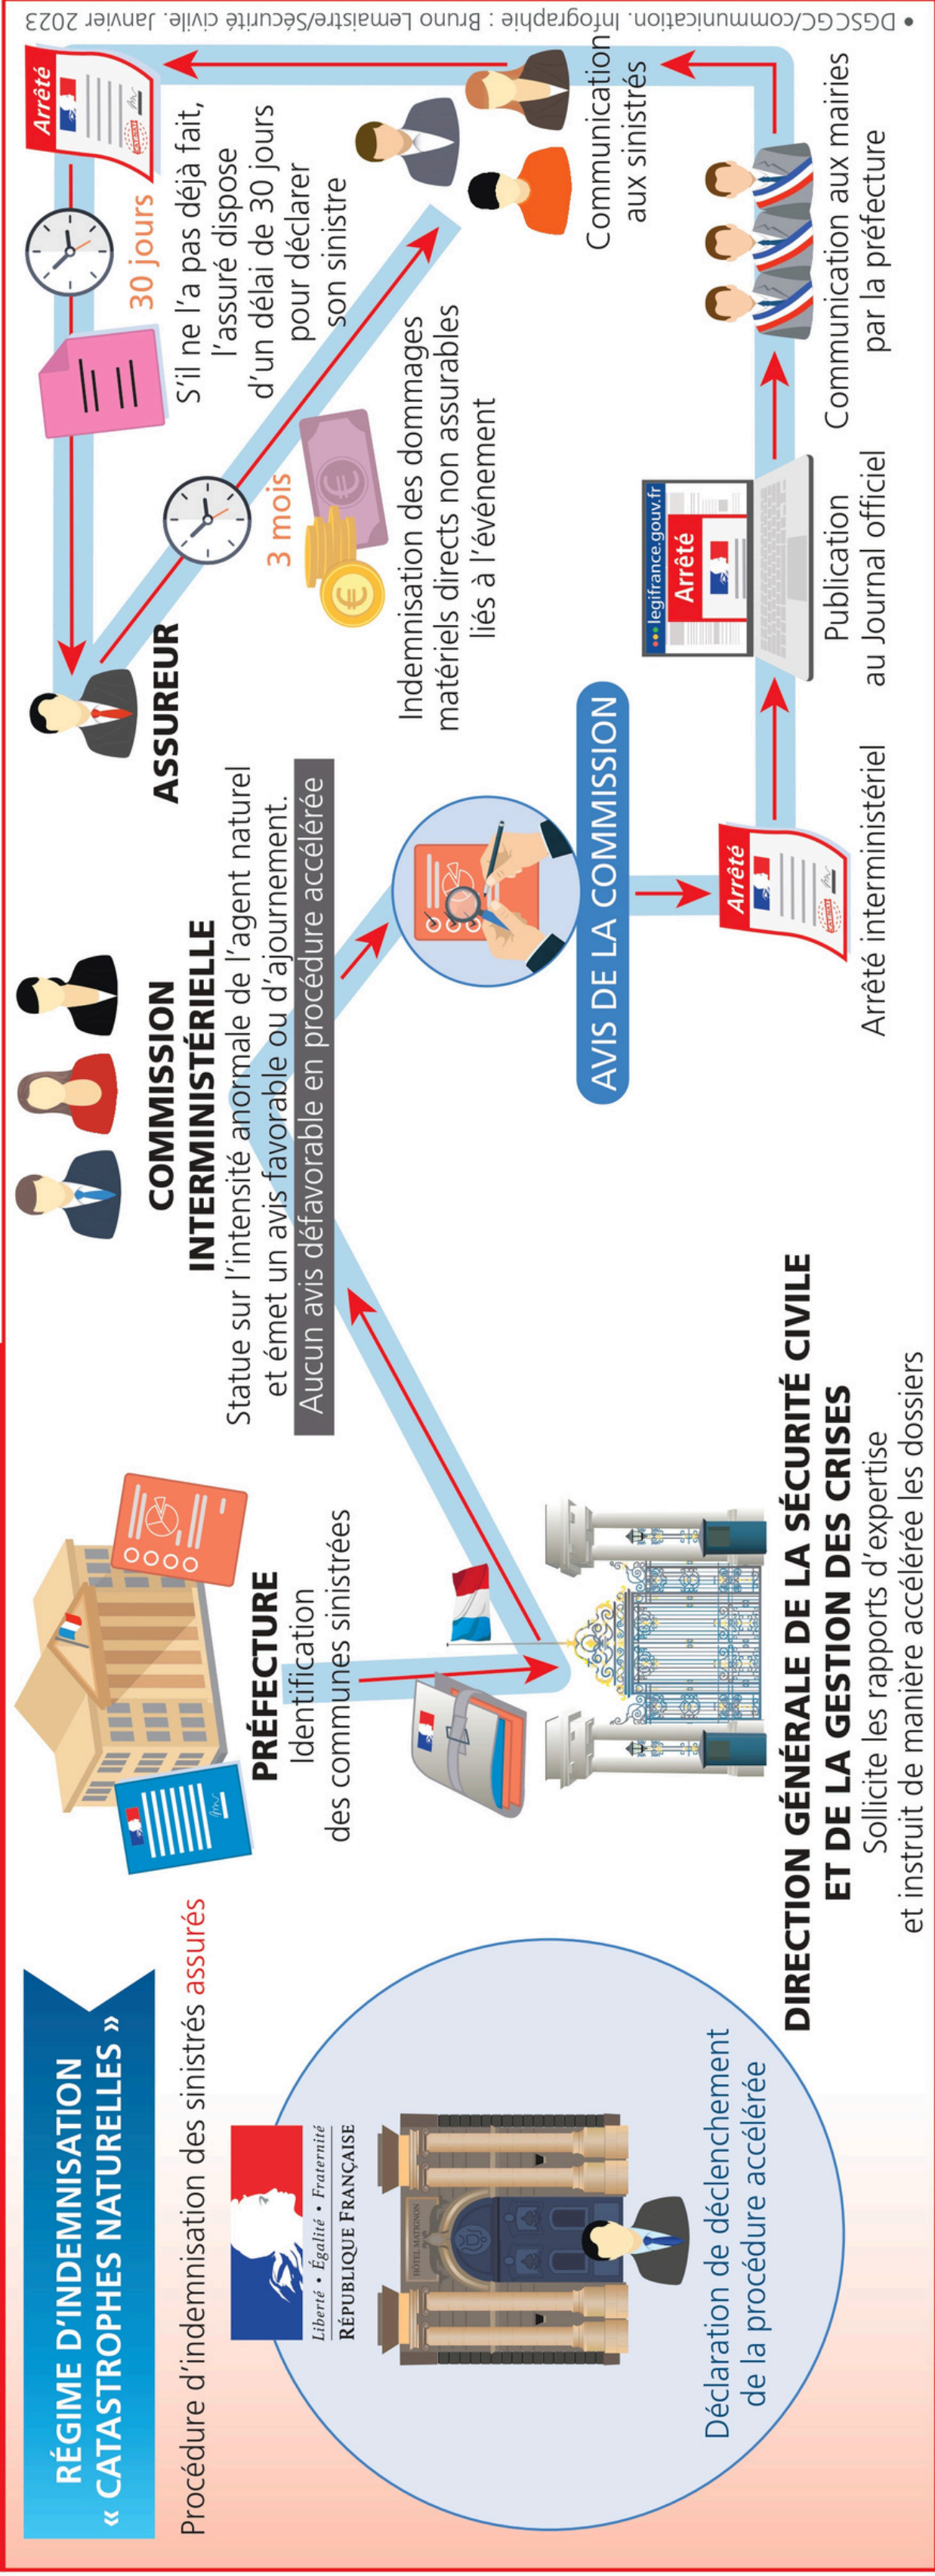 RÉGIME D'INDEMNISATION
« CATASTROPHES NATURELLES »
Procédure d'indemnisation des sinistrés assurés
Liberté • Égalité • Fraternité
RÉPUBLIQUE FRANÇAISE
HÔTEL MATIGNON
Déclaration de déclenchement
de la procédure accélérée
PRÉFECTURE
Identification
des communes sinistrées
DIRECTION GÉNÉRALE DE LA SÉCURITÉ CIVILE
ET DE LA GESTION DES CRISES
Sollicite les rapports d'expertise
et instruit de manière accélérée les dossiers
COMMISSION
INTERMINISTÉRIELLE
Statue sur l'intensité anormale de l'agent naturel
et émet un avis favorable ou d'ajournement.
Aucun avis défavorable en procédure accélérée
AVIS DE LA COMMISSION
Arrêté
Arrêté interministériel
legifrance.gouv.fr
Arrêté
Publication
au Journal officiel
Communication aux mairies
par la préfecture
Communication
aux sinistrés
Arrêté
30 jours
S'il ne l'a pas déjà fait,
l'assuré dispose
d'un délai de 30 jours
pour déclarer
son sinistre
ASSUREUR
3 mois
Indemnisation des dommages
matériels directs non assurables
liés à l'événement
• DGSCGC/communication. Infographie : Bruno Lemaistre/Sécurité civile. Janvier 2023